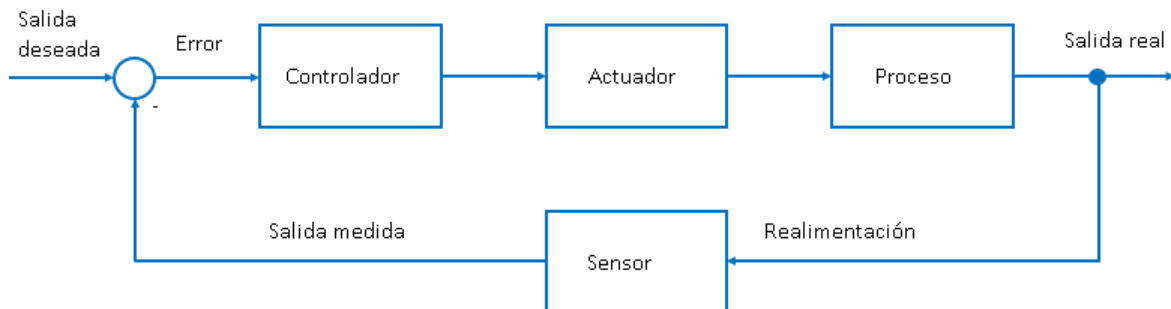 Salida
deseada
Error
Controlador
Actuador
Proceso
Salida real
-
Salida medida
Sensor
Realimentación